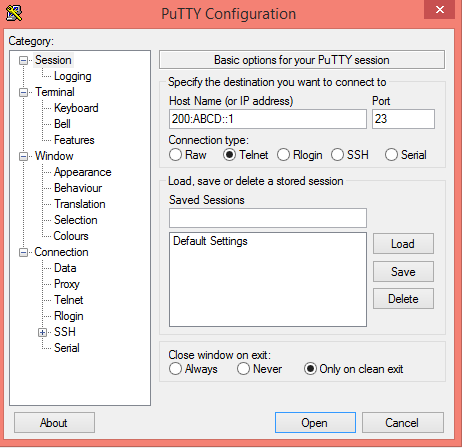 PuTTY Configuration
Category:
Session
Logging
Terminal
Keyboard
Bell
Features
Window
Appearance
Behaviour
Translation
Selection
Colours
Connection
Data
Proxy
Telnet
Rlogin
SSH
Serial
Basic options for your PuTTY session
Specify the destination you want to connect to
Host Name (or IP address) Port
200:ABCD::1 23
Connection type:
Raw Telnet Rlogin SSH Serial
Load, save or delete a stored session
Saved Sessions
Default Settings
Load
Save
Delete
Close window on exit:
Always Never Only on clean exit
About Open Cancel